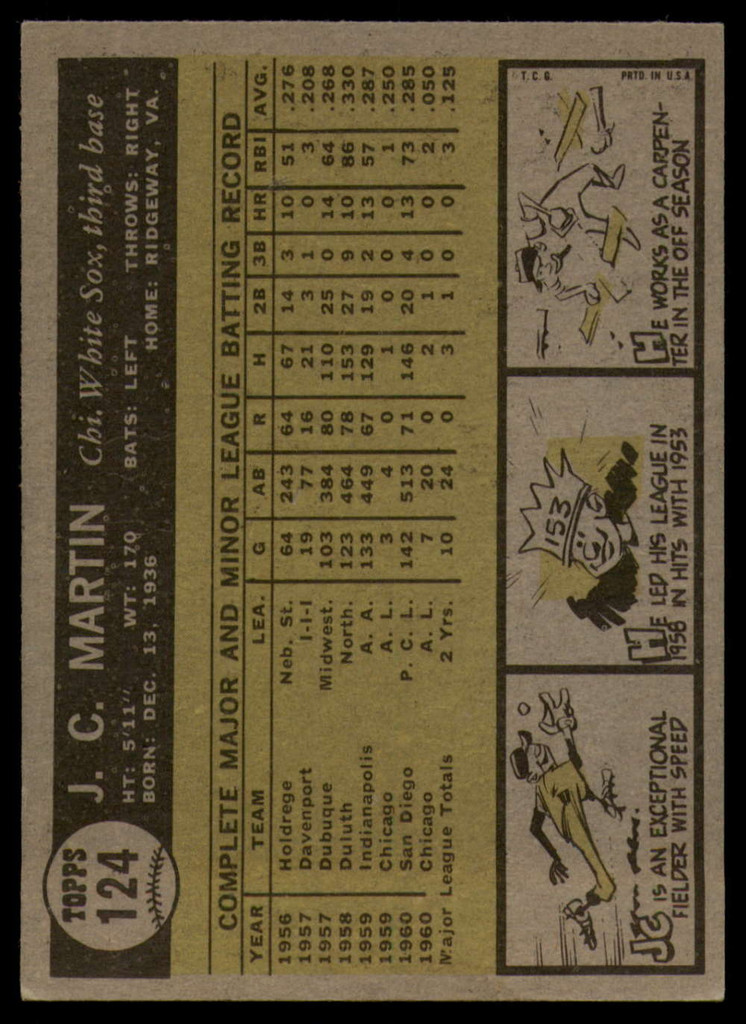 TOPPS
124
J. C. MARTIN Chi. White Sox, third base
HT: 5'11" WT: 170 BATS: LEFT THROWS: RIGHT
BORN: DEC. 13, 1936 HOME: RIDGEWAY, VA.
COMPLETE MAJOR AND MINOR LEAGUE BATTING RECORD
YEAR TEAM LEA. G AB R H 2B 3B HR RBI AVG.
1956 Holdrege Neb. St. 64 243 64 67 14 3 10 51 .276
1957 Davenport I-I-I 19 77 16 21 3 1 0 3 .208
1957 Dubuque Midwest. 103 384 80 110 25 0 14 64 .268
1958 Duluth North. 123 464 78 153 27 9 10 86 .330
1959 Indianapolis A. A. 133 449 67 129 19 2 13 57 .287
1959 Chicago A. L. 3 4 0 1 0 0 0 1 .250
1960 San Diego P. C. L. 142 513 71 146 20 4 13 73 .285
1960 Chicago A. L. 7 20 0 2 1 0 0 2 .050
Major League Totals 2 Yrs. 10 24 0 3 1 0 0 3 .125
JC IS AN EXCEPTIONAL
FIELDER WITH SPEED
153
HE LED HIS LEAGUE IN
1958 IN HITS WITH 1953
T.C.G. PRTD. IN U.S.A.
HE WORKS AS A CARPEN-
TER IN THE OFF SEASON